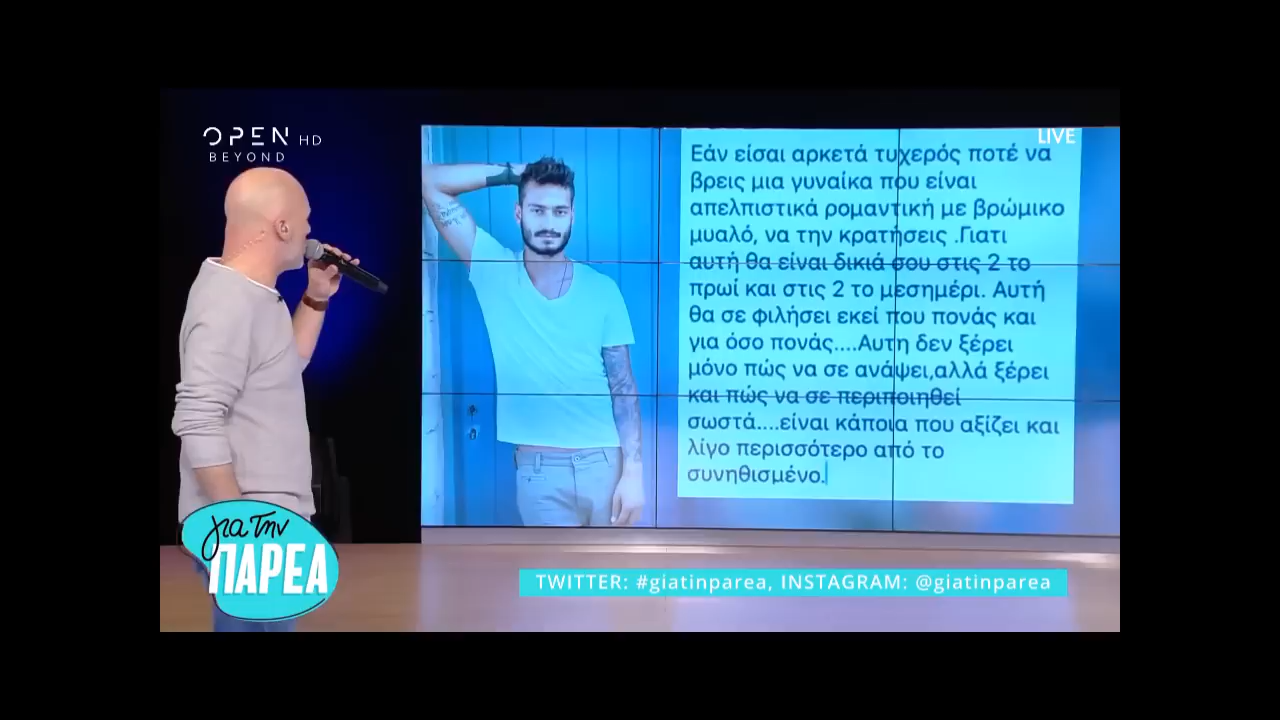 OPEN HD
BEYOND
LIVE
Εάν είσαι αρκετά τυχερός ποτέ να
βρεις μια γυναίκα που είναι
απελπιστικά ρομαντική με βρώμικο
μυαλό, να την κρατήσεις .Γιατι
αυτή θα είναι δικιά σου στις 2 το
πρωί και στις 2 το μεσημέρι. Αυτή
θα σε φιλήσει εκεί που πονάς και
για όσο πονάς....Αυτη δεν ξέρει
μόνο πώς να σε ανάψει,αλλά ξέρει
και πώς να σε περιποιηθεί
σωστά....είναι κάποια που αξίζει και
λίγο περισσότερο από το
συνηθισμένο.
για την
ΠΑΡΕΑ
TWITTER: #giatinparea, INSTAGRAM: @giatinparea